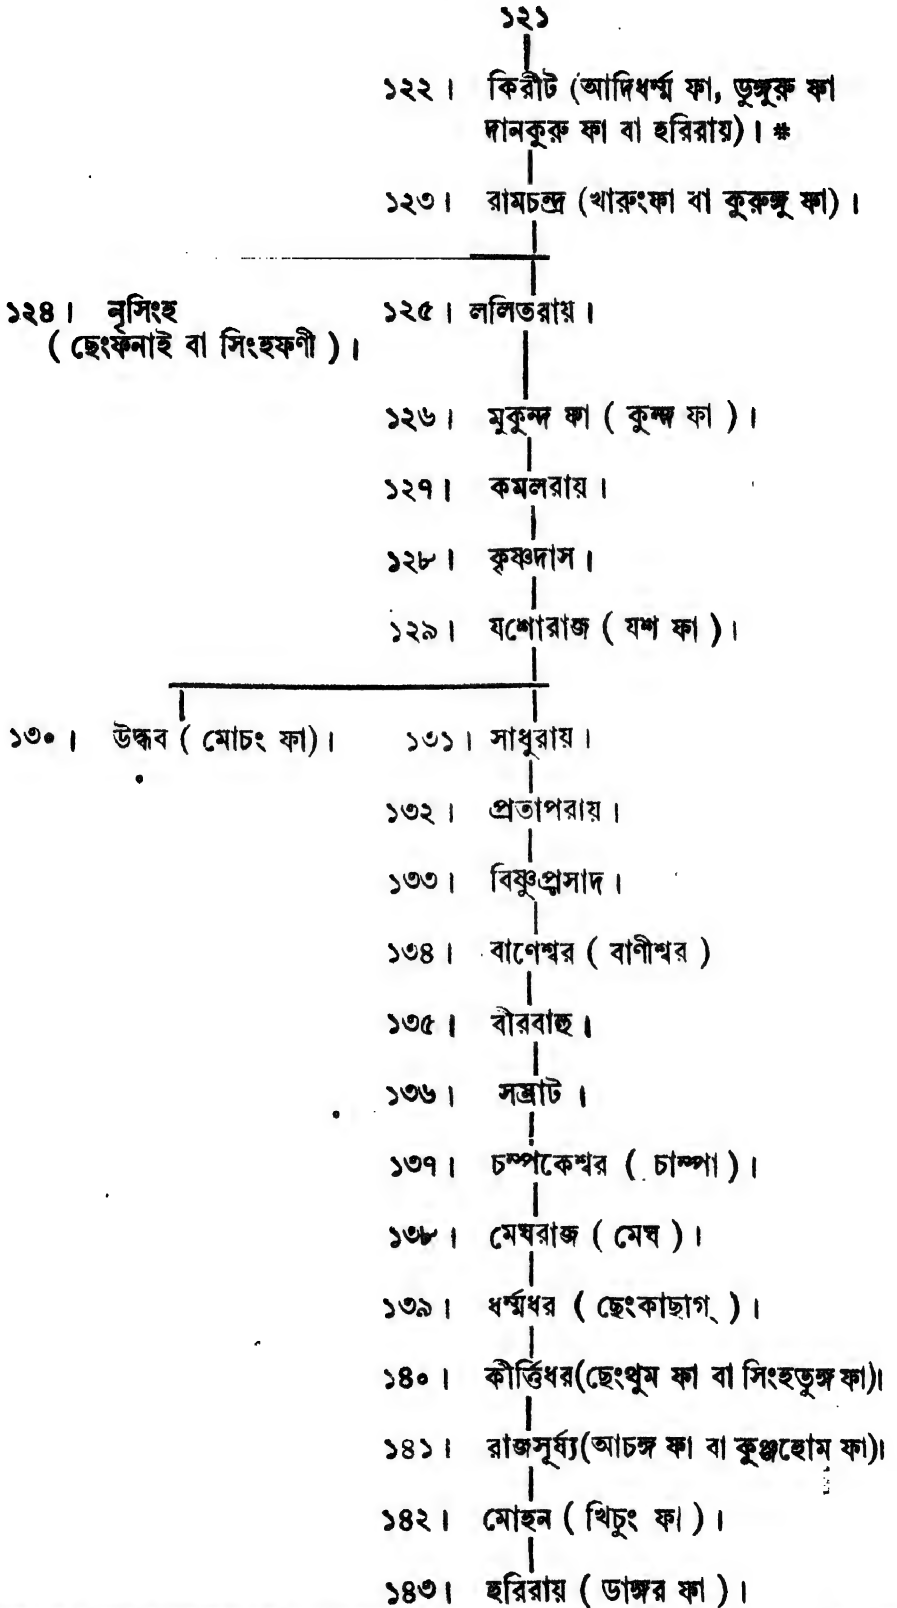 ১২১
১২২। কিরীট (আদিধর্ম্ম ফা, ডুঙ্গুরু ফা
দানকুরু ফা বা হরিরায়)। *
১২৩। রামচন্দ্র (খারুংফা বা কুরুঙ্গ ফা)।
১২৪। নৃসিংহ
( ছেংফনাই বা সিংহফণী )।
১২৫। ললিতরায়।
১২৬। মুকুন্দ ফা ( কুন্দ ফা )।
১২৭। কমলরায়।
১২৮। কৃষ্ণদাস।
১২৯। যশোরাজ ( যশ ফা )।
১৩০। উদ্ধব ( মোচং ফা)।
১৩১। সাধুরায়।
১৩২। প্রতাপরায়।
১৩৩। বিষ্ণুপ্রসাদ।
১৩৪। বাণেশ্বর ( বাণীশ্বর )
১৩৫। বীরবাহু।
১৩৬। সম্রাট।
১৩৭। চম্পকেশ্বর ( চাম্পা )।
১৩৮। মেঘরাজ ( মেঘ )।
১৩৯। ধর্ম্মধর ( ছেংকাছাগ্ )।
১৪০। কীর্ত্তিধর(ছেংথুম ফা বা সিংহতুঙ্গ ফা)।
১৪১। রাজসূর্য্য(আচঙ্গ ফা বা কুঞ্জহোম ফা)।
১৪২। মোহন ( খিচুং ফা )।
১৪৩। হরিরায় ( ডাঙ্গর ফা )।